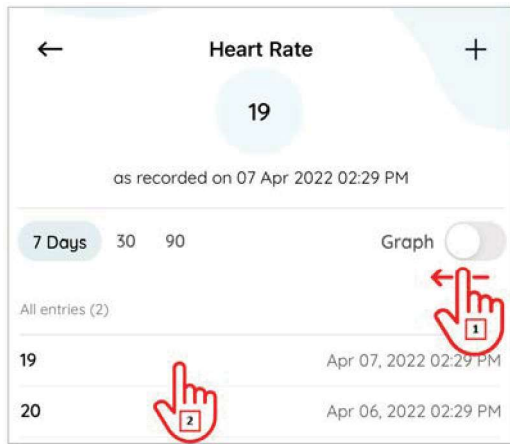 Heart Rate
19
as recorded on 07 Apr 2022 02:29 PM
7 Days 30 90 Graph
1
All entries (2)
19 Apr 07, 2022 02:29 PM
2
20 Apr 06, 2022 02:29 PM